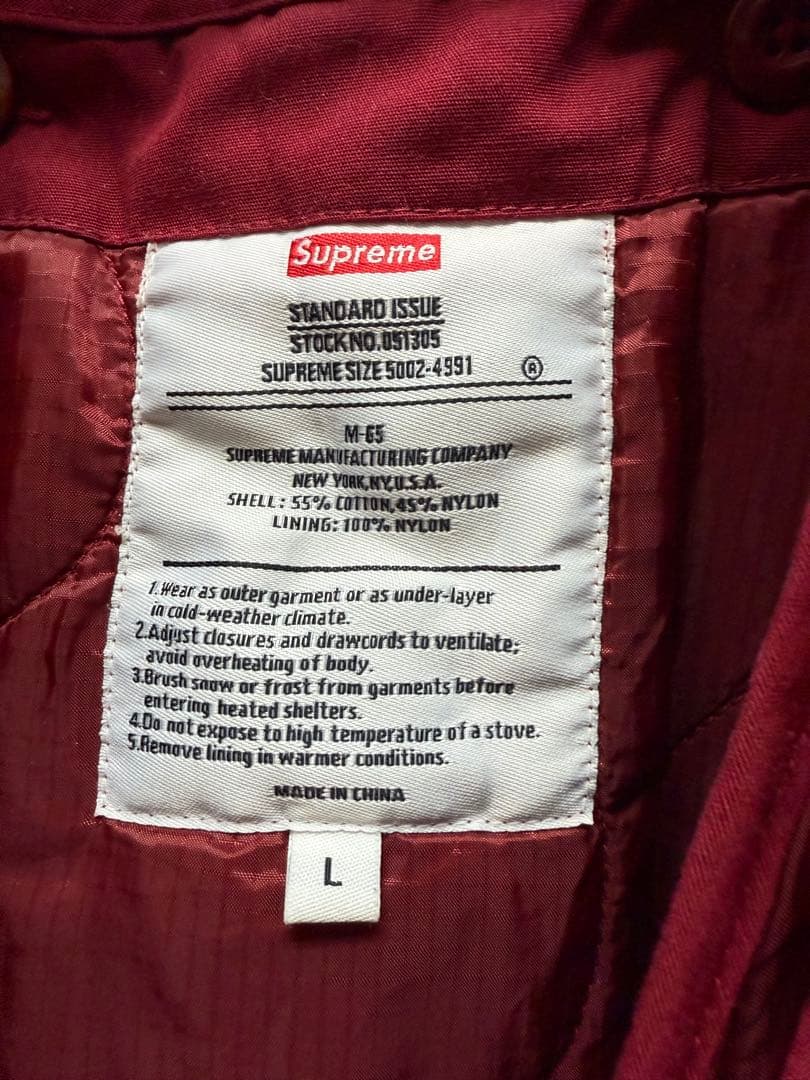 Supreme
STANDARD ISSUE
STOCK NO.051305
SUPREME SIZE 5002-4991 ®
M-65
SUPREME MANUFACTURING COMPANY
NEW YORK,NY,U.S.A.
SHELL: 55% COTTON,45% NYLON
LINING: 100% NYLON
1.Wear as outer garment or as under-layer
in cold-weather climate.
2.Adjust closures and drawcords to ventilate;
avoid overheating of body.
3.Brush snow or frost from garments before
entering heated shelters.
4.Do not expose to high temperature of a stove.
5.Remove lining in warmer conditions.
MADE IN CHINA
L